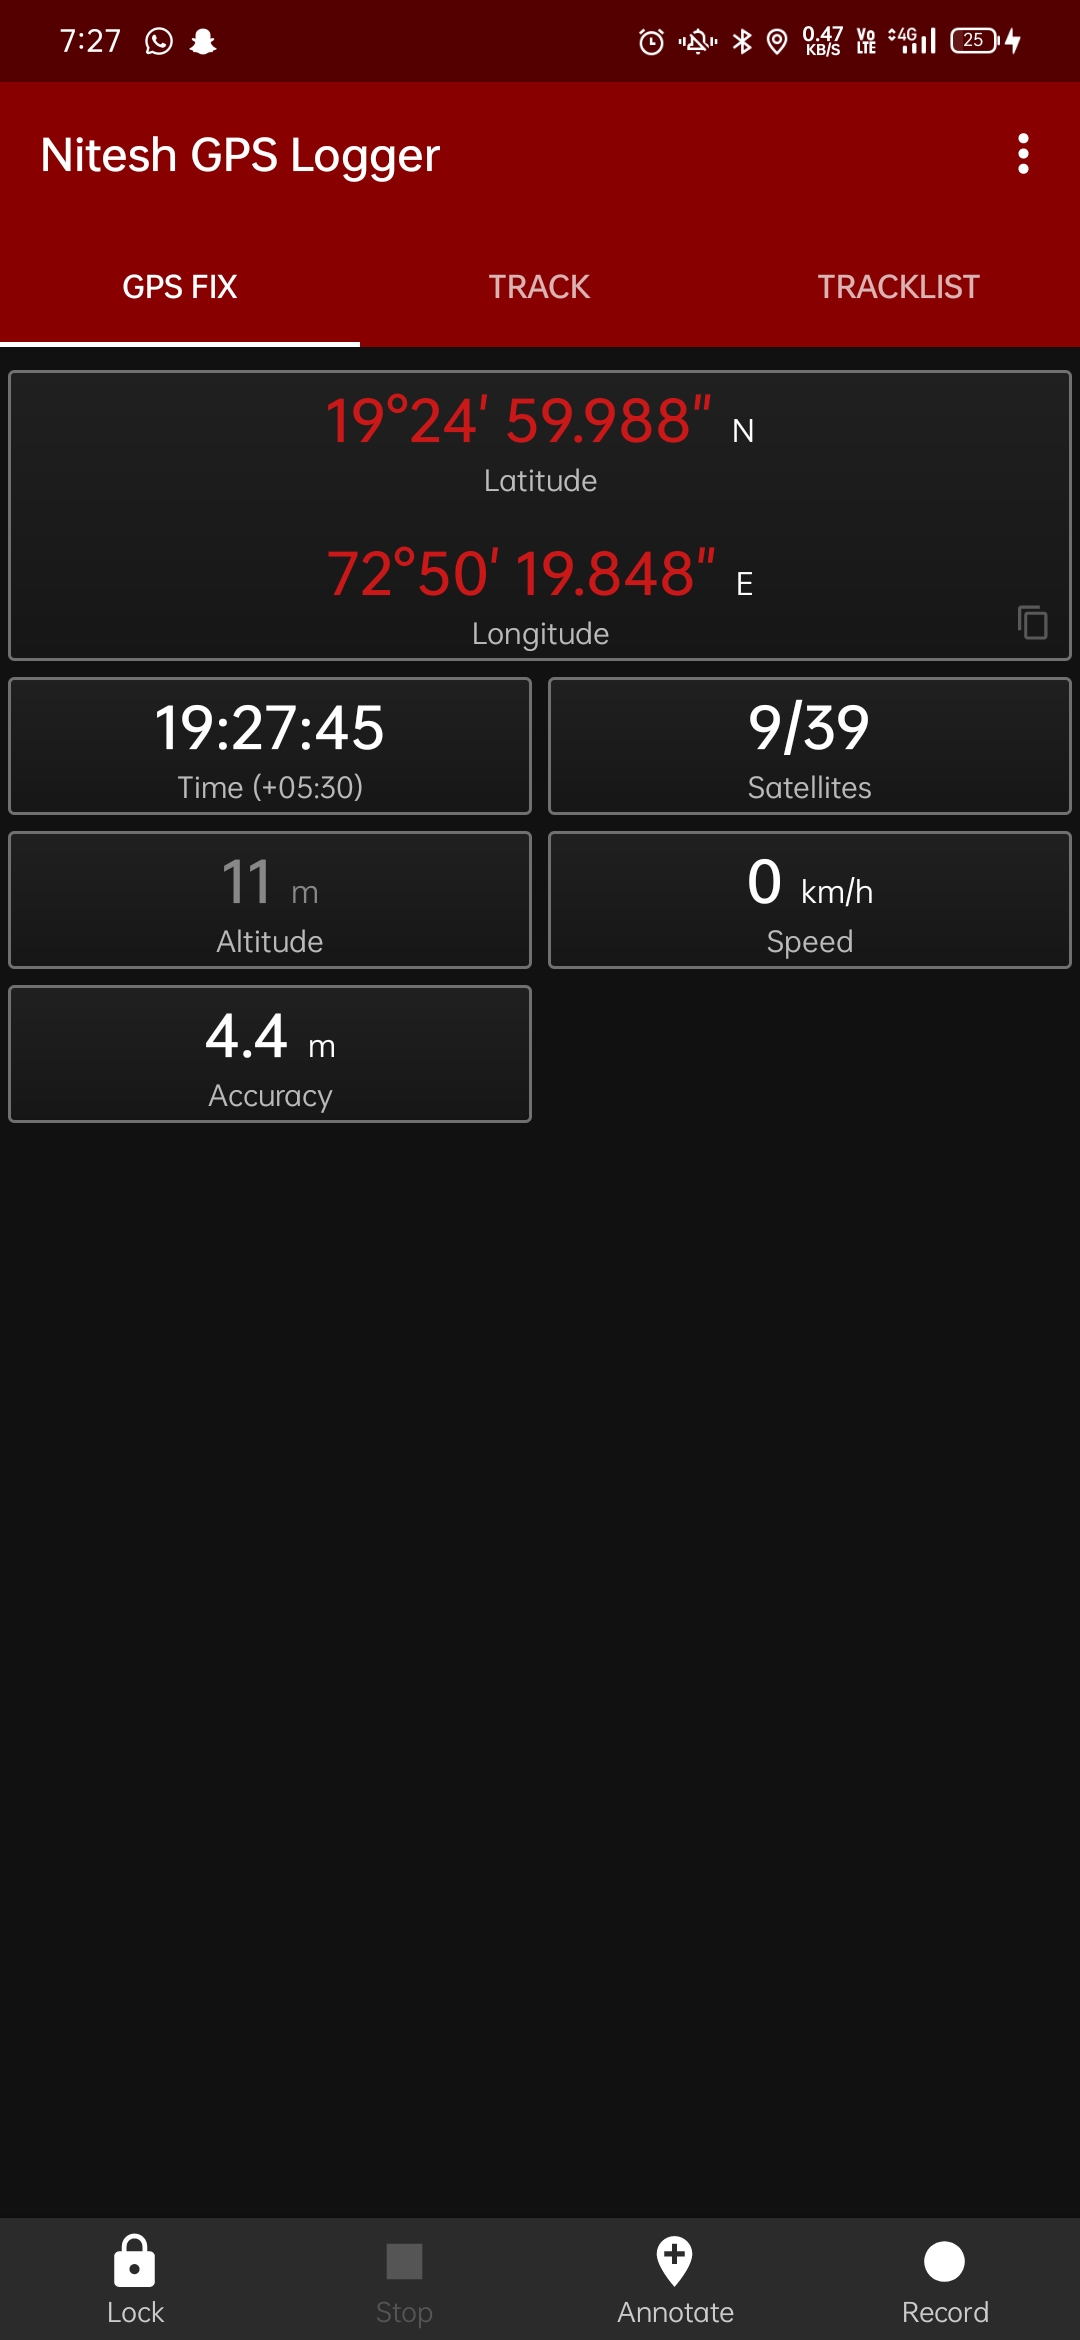 7:27 0.47 KB/S Vo LTE 4G 25
Nitesh GPS Logger
GPS FIX TRACK TRACKLIST
19°24' 59.988" N
Latitude
72°50' 19.848" E
Longitude
19:27:45 9/39
Time (+05:30) Satellites
11 m 0 km/h
Altitude Speed
4.4 m
Accuracy
Lock Stop Annotate Record